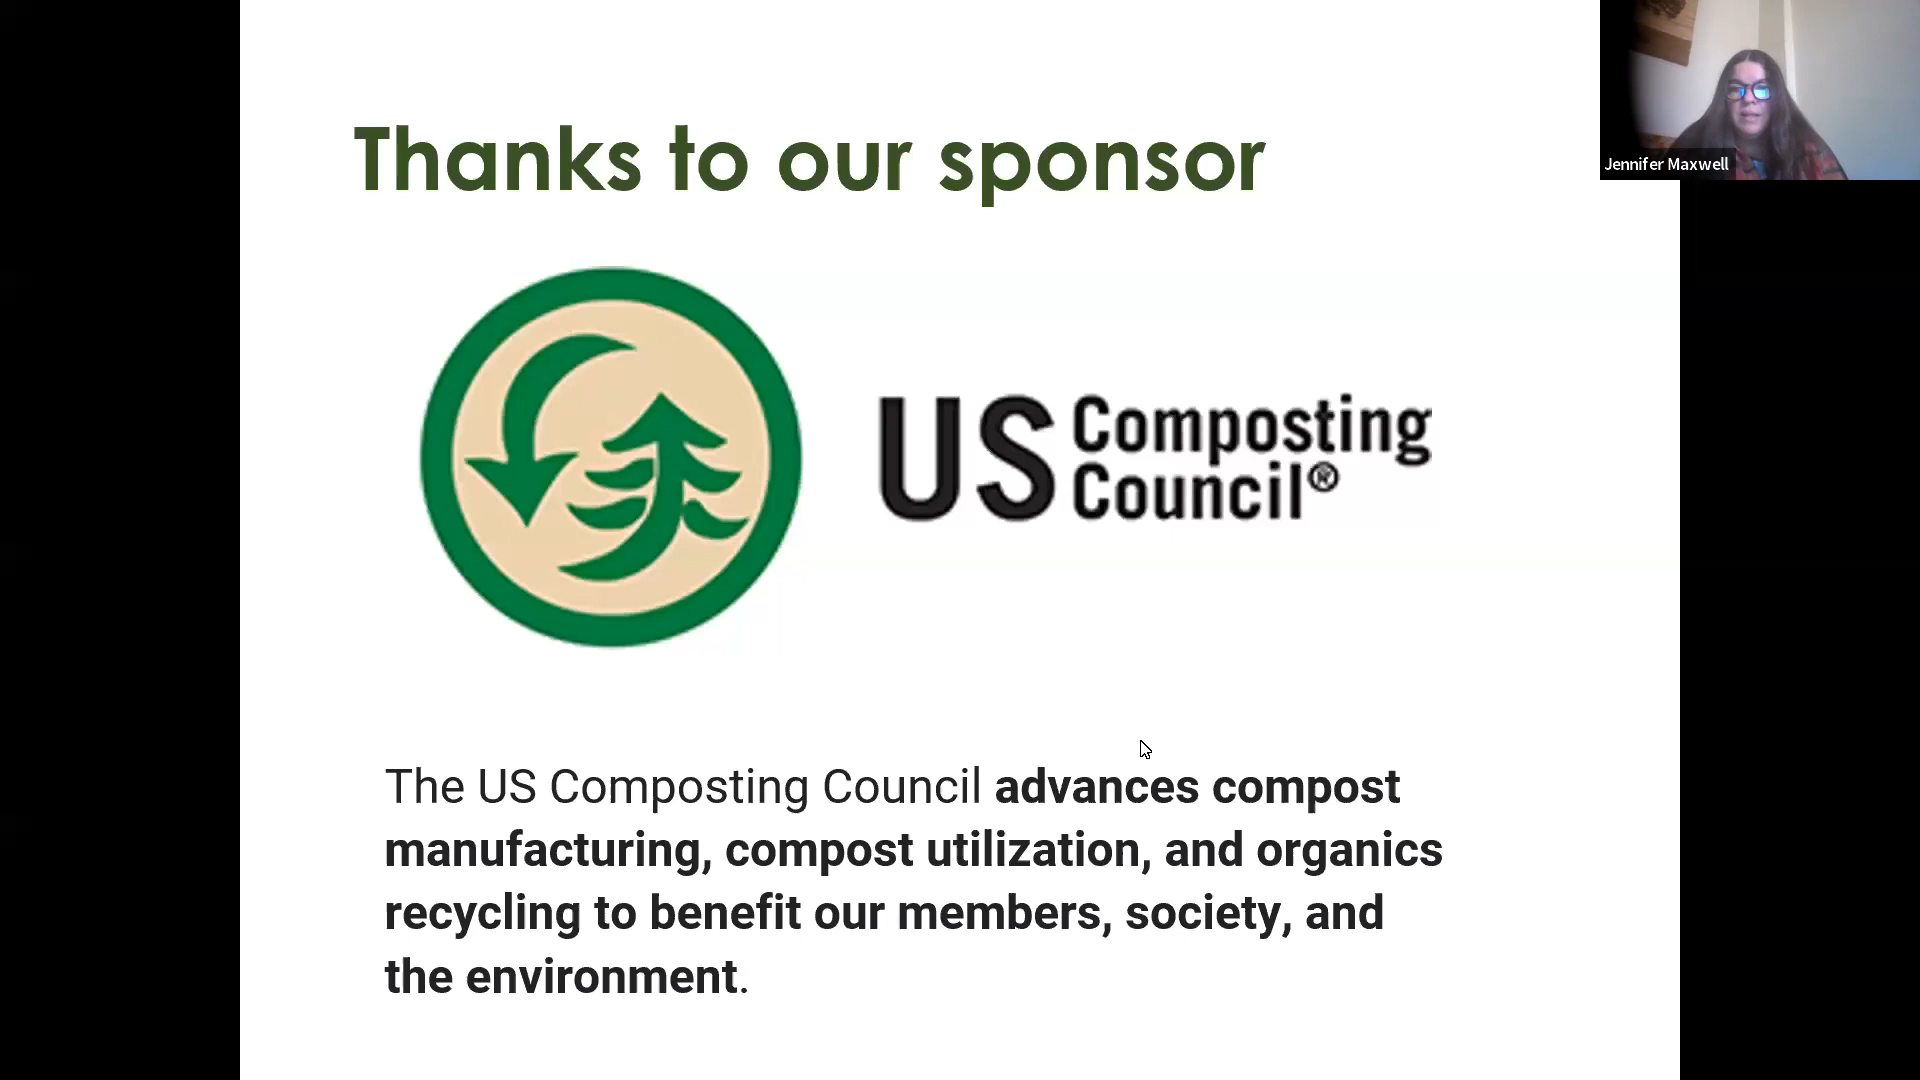 Thanks to our sponsor
US Composting
Council®
Jennifer Maxwell
The US Composting Council advances compost
manufacturing, compost utilization, and organics
recycling to benefit our members, society, and
the environment.